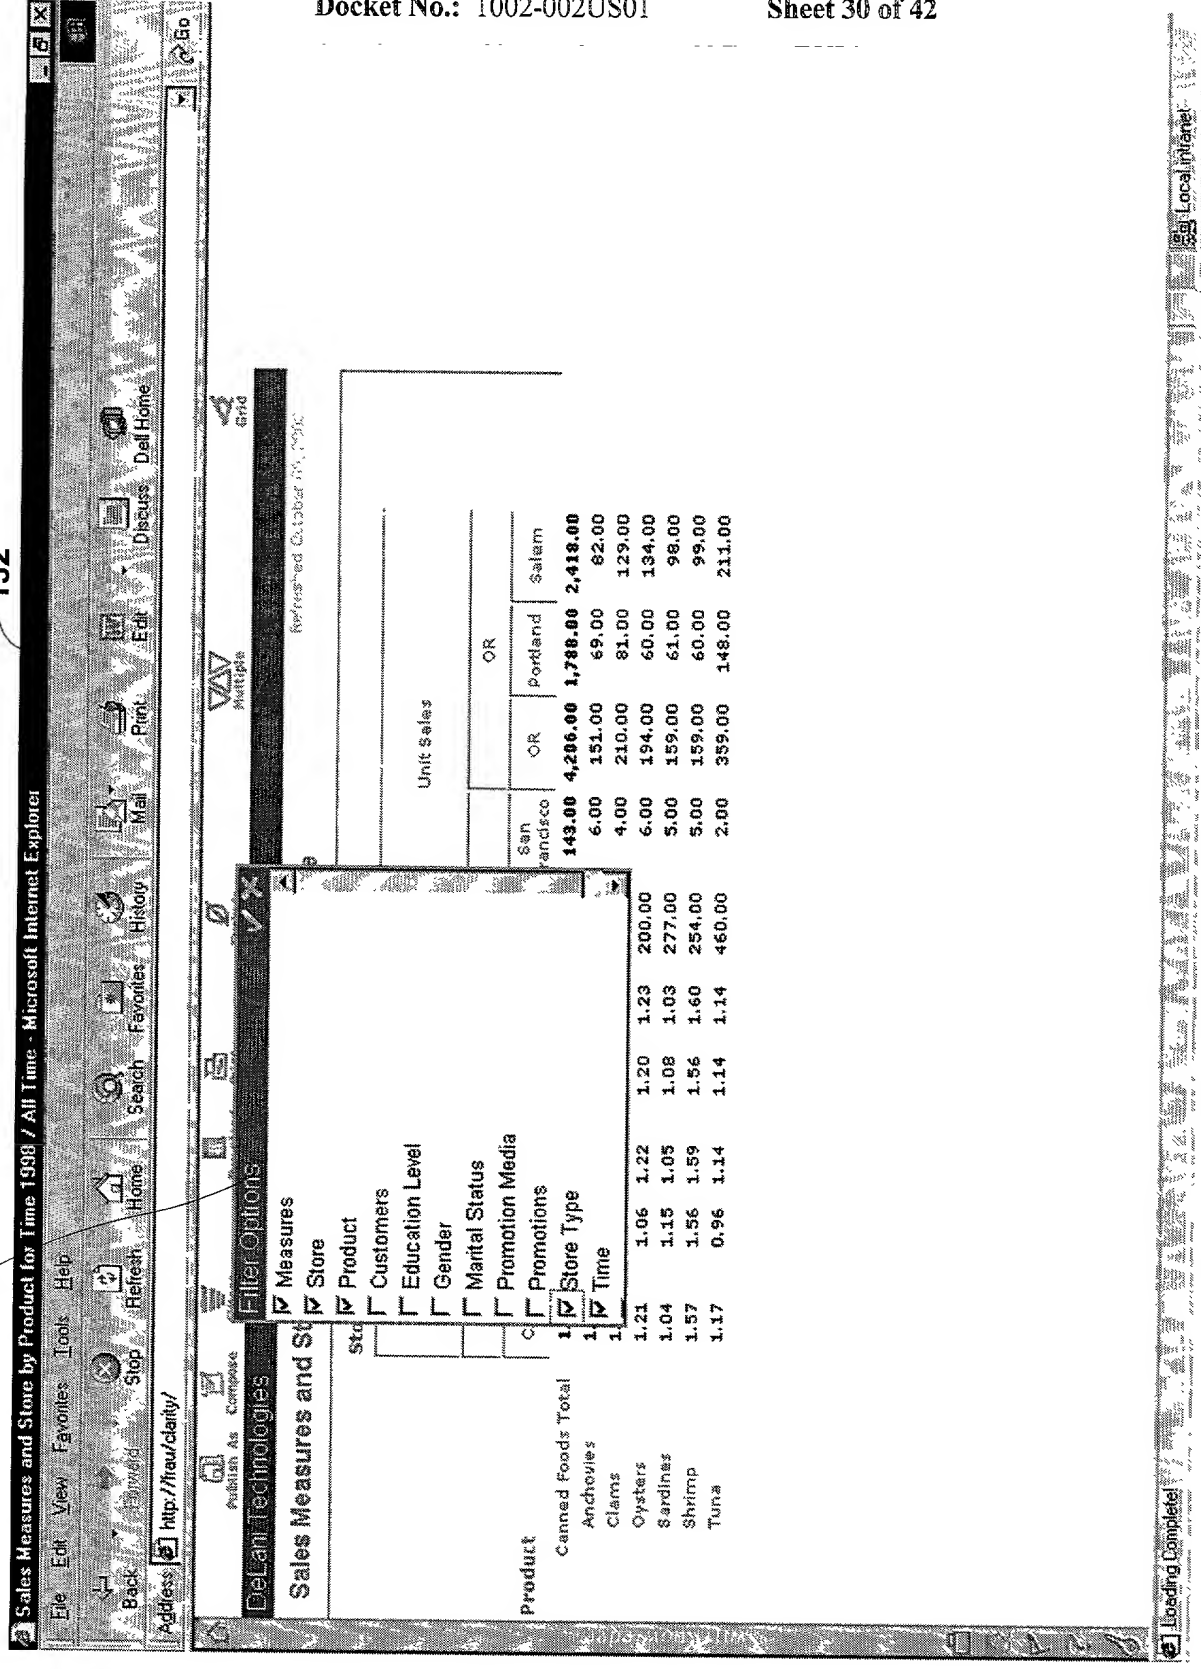 Docket No.: 1002-002US01 Sheet 30 of 42
132
Sales Measures and Store by Product for Time 1998 / All Time - Microsoft Internet Explorer
File Edit View Favorites Tools Help
Back Forward Stop Refresh Home Search Favorites History Mail Print Edit Discuss Dell Home
Address http://frau/clarity/ Go
Publish As Compose Multiple Grid
DeLani Technologies
Filter Options
Sales Measures and St
Refreshed October
Measures
Store
Product
Customers
Education Level
Gender
Marital Status
Promotion Media
Promotions
Store Type
Time
Sto
Unit Sales
OR
Product
San
rancisco OR Portland Salem
Canned Foods Total 143.00 4,206.00 1,788.00 2,418.00
Anchovies 6.00 151.00 69.00 82.00
Clams 4.00 210.00 81.00 129.00
Oysters 1.21 1.06 1.22 1.20 1.23 200.00 6.00 194.00 60.00 134.00
Sardines 1.04 1.15 1.05 1.08 1.03 277.00 5.00 159.00 61.00 98.00
Shrimp 1.57 1.56 1.59 1.56 1.60 254.00 5.00 159.00 60.00 99.00
Tuna 1.17 0.96 1.14 1.14 1.14 460.00 2.00 359.00 148.00 211.00
Loading Complete! Local intranet